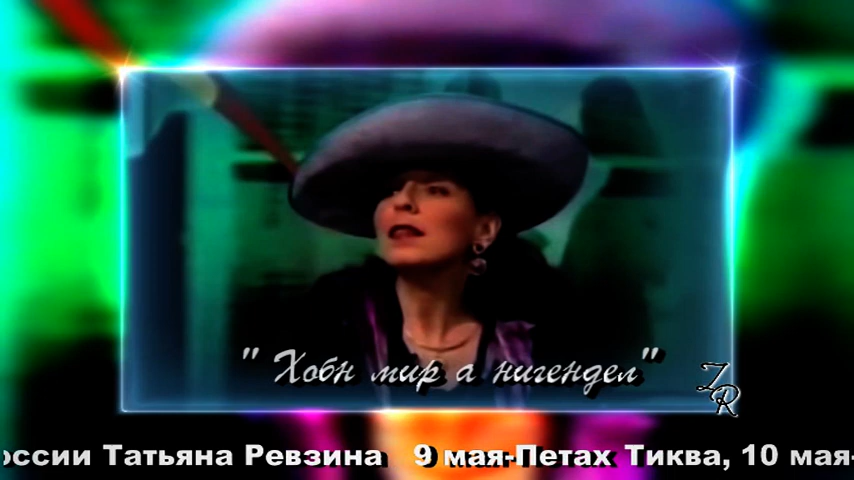 " Хобн мир а нигендел"
ZR
оссии Татьяна Ревзина 9 мая-Петах Тиква, 10 мая-